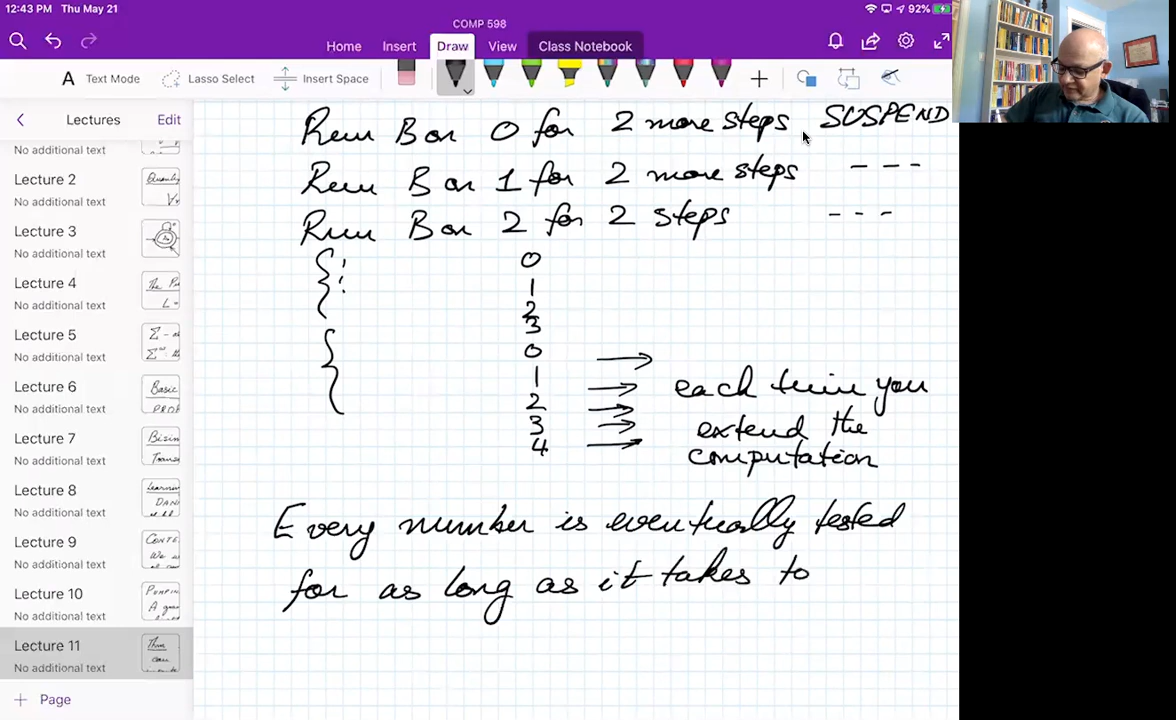 12:43 PM Thu May 21
92%
COMP 598
Home Insert Draw View Class Notebook
A Text Mode Lasso Select Insert Space
Lectures Edit
No additional text
Lecture 2
No additional text
Lecture 3
No additional text
Lecture 4
No additional text
Lecture 5
No additional text
Lecture 6
No additional text
Lecture 7
No additional text
Lecture 8
No additional text
Lecture 9
No additional text
Lecture 10
No additional text
Lecture 11
No additional text
+ Page
Run B on 0 for 2 more steps SUSPEND
Run B on 1 for 2 more steps ---
Run B on 2 for 2 steps ---
0
1
2
3
0
1
2
3
4
each time you
extend the
computation
Every number is eventually tested
for as long as it takes to